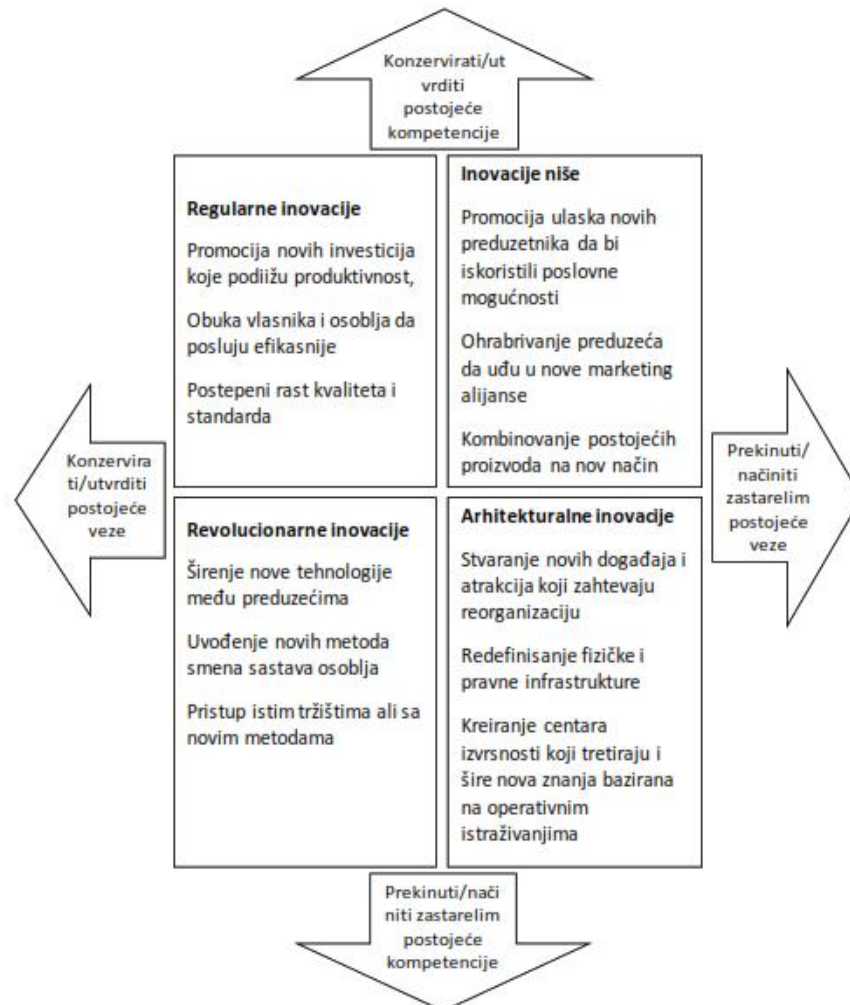 Konzervirati/ut
vrditi
postojeće
kompetencije
Regularne inovacije
Promocija novih investicija
koje podiižu produktivnost,
Obuka vlasnika i osoblja da
posluju efikasnije
Postepeni rast kvaliteta i
standarda
Inovacije niše
Promocija ulaska novih
preduzetnika da bi
iskoristili poslovne
mogućnosti
Ohrabrivanje preduzeća
da uđu u nove marketing
alijanse
Kombinovanje postojećih
proizvoda na nov način
Konzervira
ti/utvrditi
postojeće
veze
Prekinuti/
načiniti
zastarelim
postojeće
veze
Revolucionarne inovacije
Širenje nove tehnologije
među preduzećima
Uvođenje novih metoda
smena sastava osoblja
Pristup istim tržištima ali sa
novim metodama
Arhitekturalne inovacije
Stvaranje novih događaja i
atrakcija koji zahtevaju
reorganizaciju
Redefinisanje fizičke i
pravne infrastrukture
Kreiranje centara
izvrsnosti koji tretiraju i
šire nova znanja bazirana
na operativnim
istraživanjima
Prekinuti/nači
niti zastarelim
postojeće
kompetencije